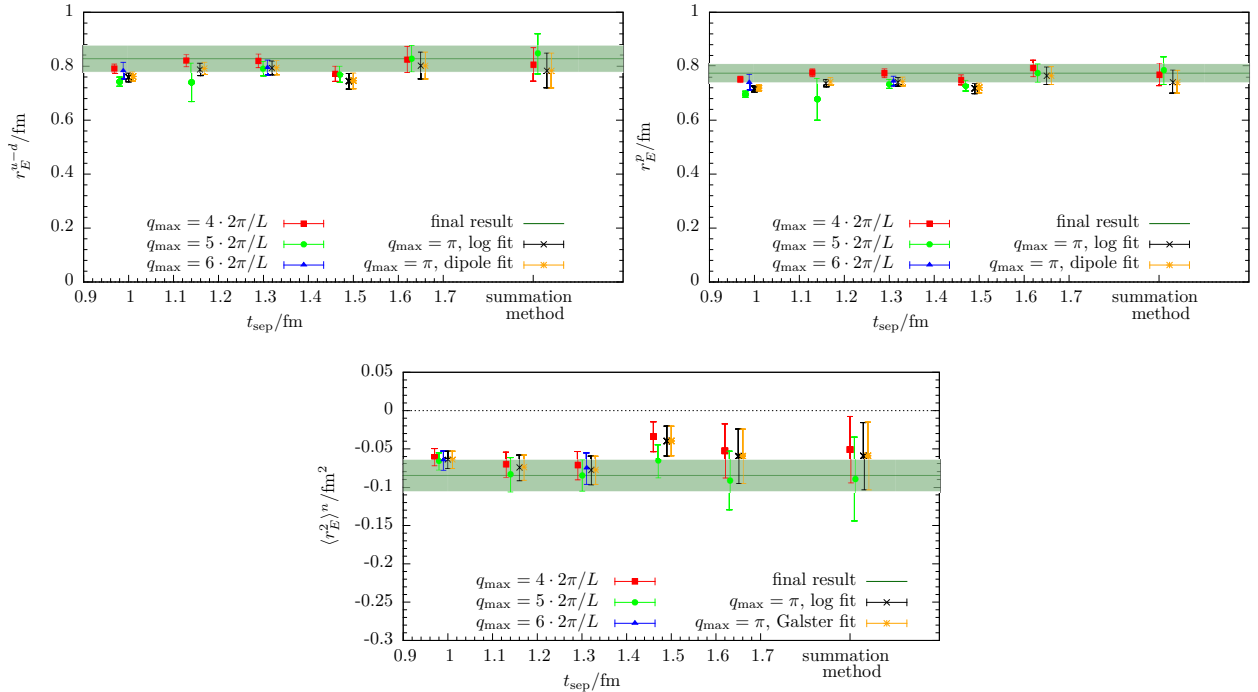 1
0.8
0.6
0.4
0.2
0
r_E^{u−d}/fm
q_max = 4 · 2π/L
q_max = 5 · 2π/L
q_max = 6 · 2π/L
final result
q_max = π, log fit
q_max = π, dipole fit
0.9 1 1.1 1.2 1.3 1.4 1.5 1.6 1.7 summation
method
t_sep/fm
1
0.8
0.6
0.4
0.2
0
r_E^p/fm
q_max = 4 · 2π/L
q_max = 5 · 2π/L
q_max = 6 · 2π/L
final result
q_max = π, log fit
q_max = π, dipole fit
0.9 1 1.1 1.2 1.3 1.4 1.5 1.6 1.7 summation
method
t_sep/fm
0.05
0
-0.05
-0.1
-0.15
-0.2
-0.25
-0.3
⟨r_E^2⟩^n/fm^2
q_max = 4 · 2π/L
q_max = 5 · 2π/L
q_max = 6 · 2π/L
final result
q_max = π, log fit
q_max = π, Galster fit
0.9 1 1.1 1.2 1.3 1.4 1.5 1.6 1.7 summation
method
t_sep/fm